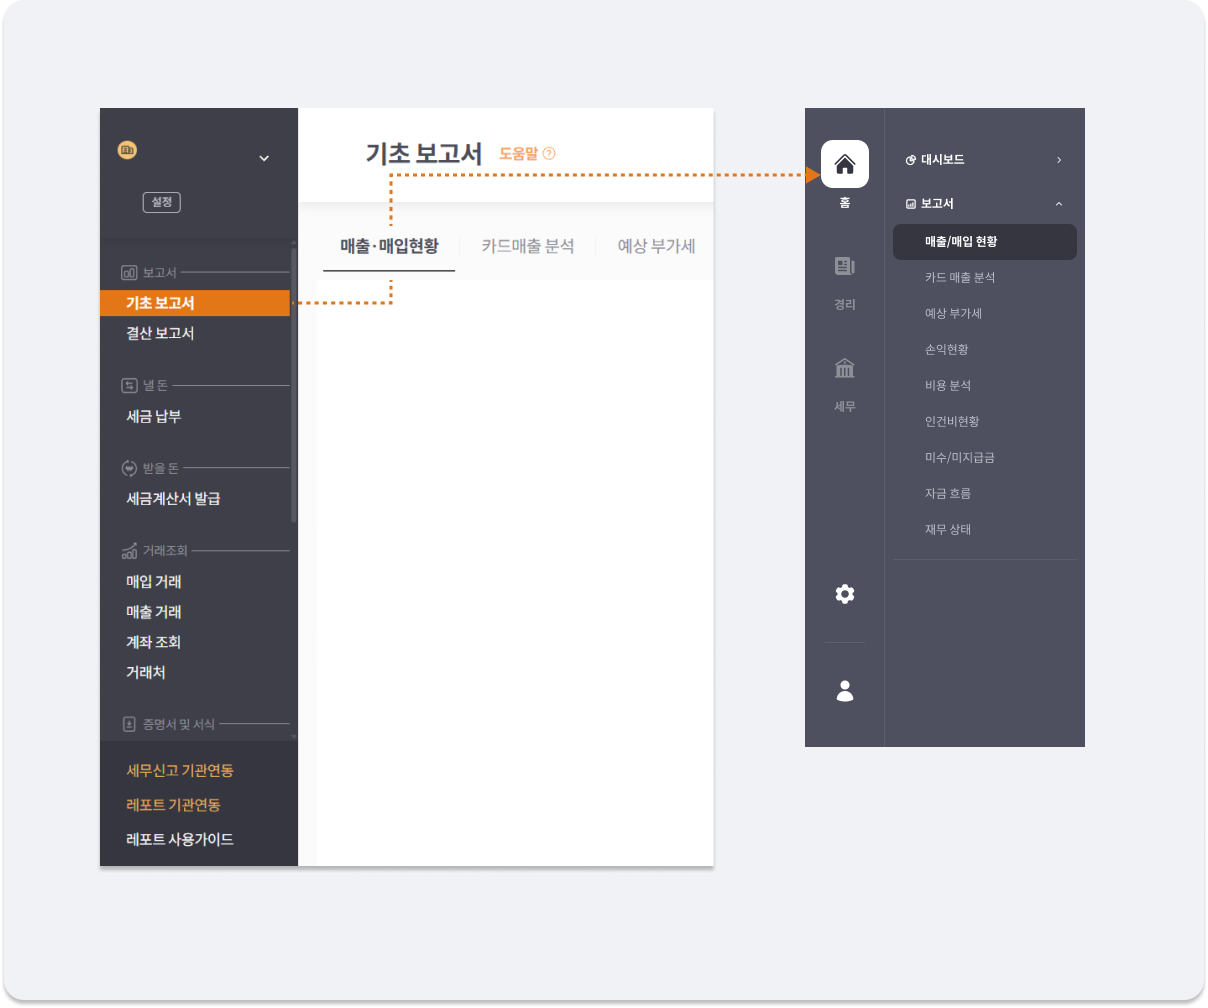 설정
보고서
기초 보고서
결산 보고서
낼 돈
세금 납부
받을 돈
세금계산서 발급
거래조회
매입 거래
매출 거래
계좌 조회
거래처
증명서 및 서식
세무신고 기관연동
레포트 기관연동
레포트 사용가이드
기초 보고서 도움말 ?
매출·매입현황 카드매출 분석 예상 부가세
홈
경리
세무
대시보드
보고서
매출/매입 현황
카드 매출 분석
예상 부가세
손익현황
비용 분석
인건비현황
미수/미지급금
자금 흐름
재무 상태